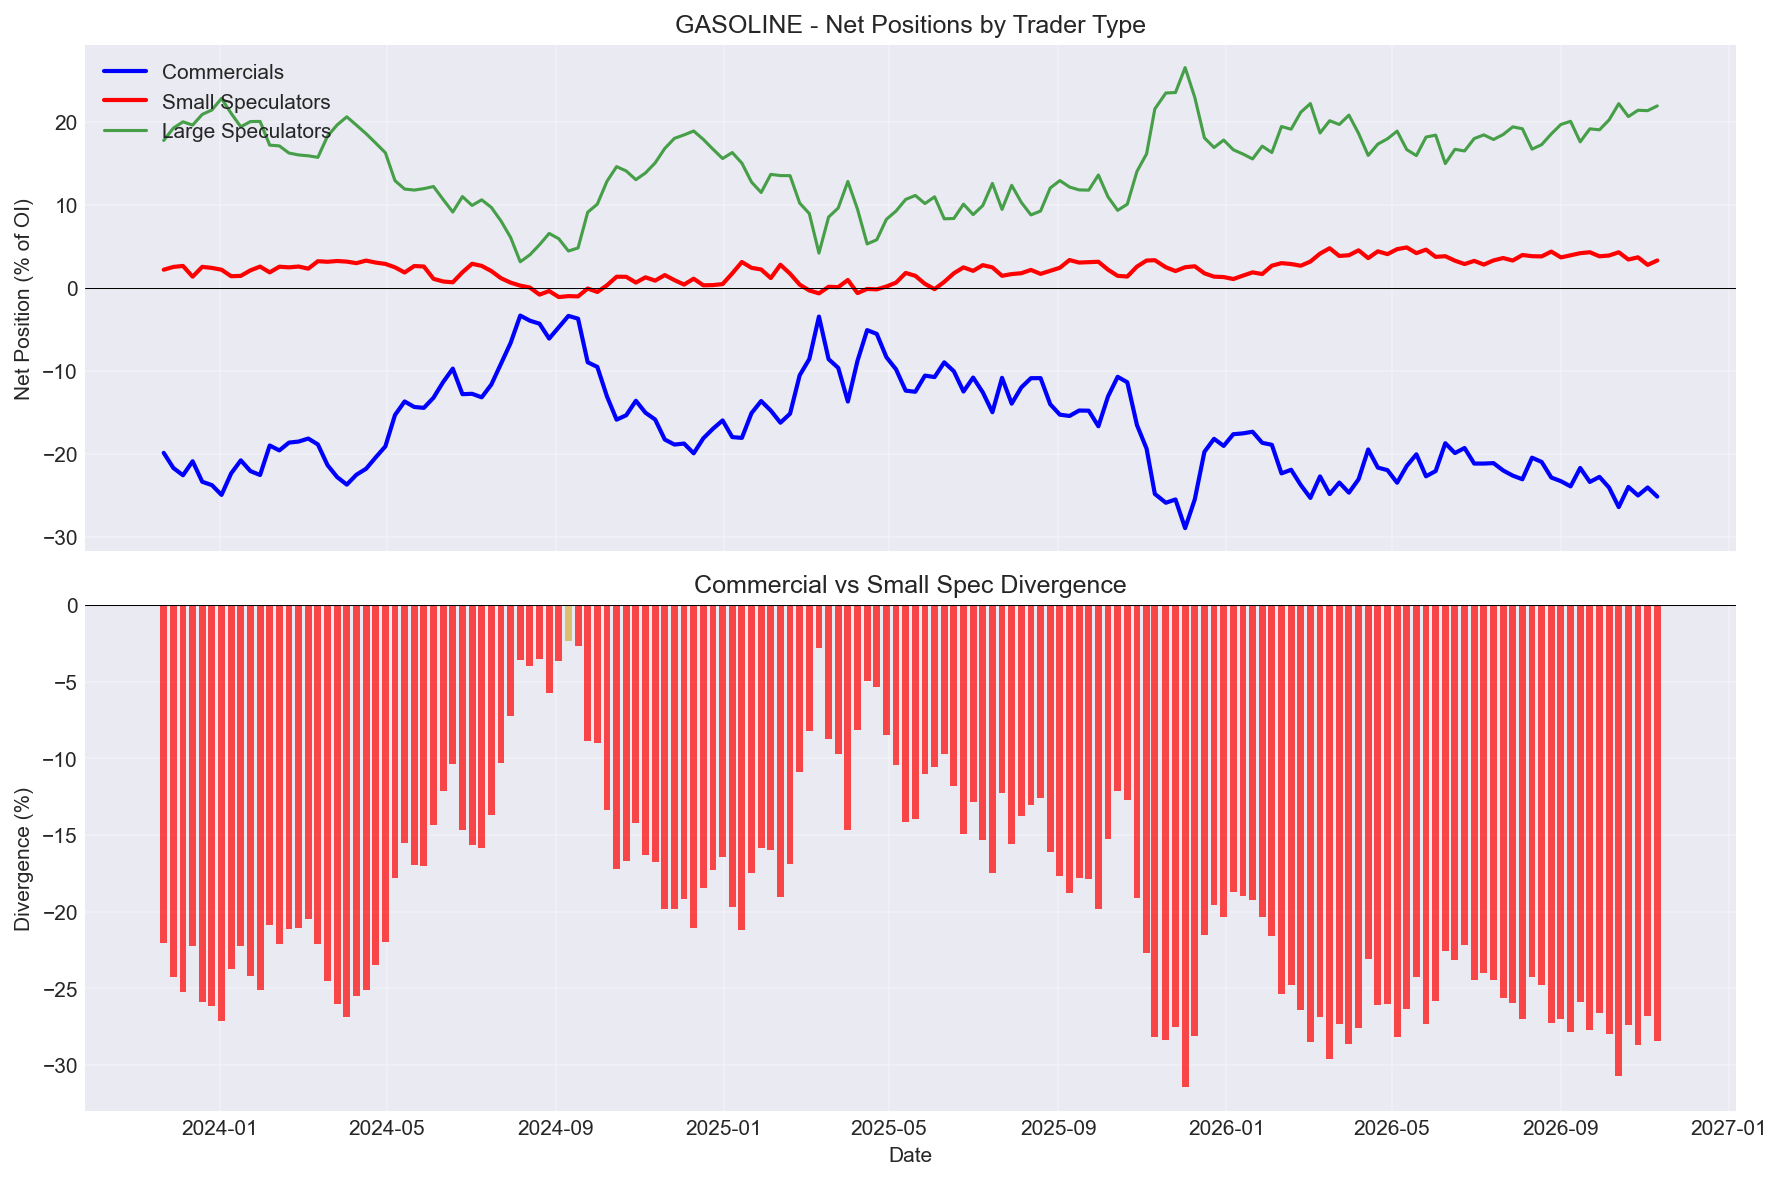 GASOLINE - Net Positions by Trader Type
Commercials
Small Speculators
Large Speculators
Net Position (% of OI)
20
10
0
−10
−20
−30
Commercial vs Small Spec Divergence
Divergence (%)
0
−5
−10
−15
−20
−25
−30
2024-01 2024-05 2024-09 2025-01 2025-05 2025-09 2026-01 2026-05 2026-09 2027-01
Date